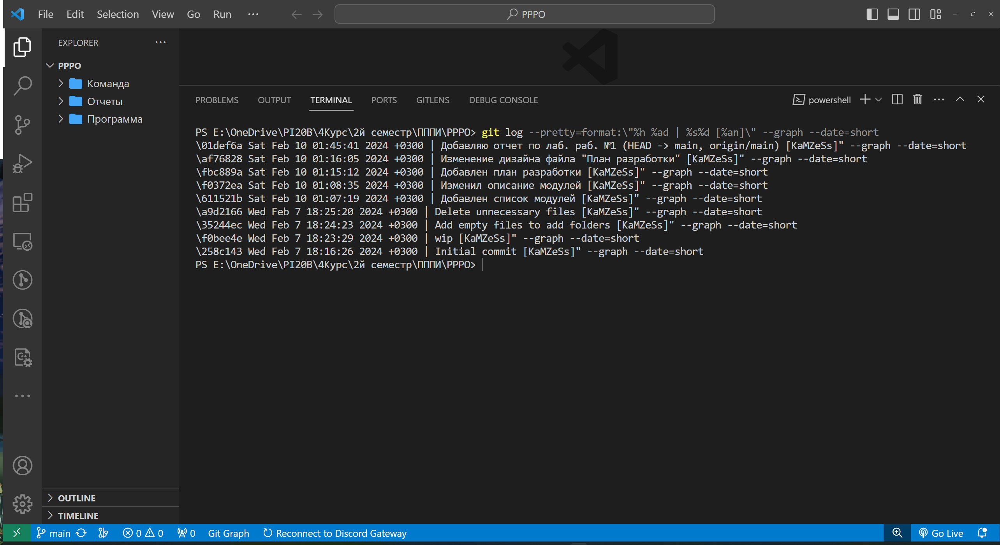 File Edit Selection View Go Run ··· PPPO
EXPLORER ···
PPPO
Команда
Отчеты
Программа
OUTLINE
TIMELINE
PROBLEMS OUTPUT TERMINAL PORTS GITLENS DEBUG CONSOLE powershell
PS E:\OneDrive\PI20B\4Курс\2й семестр\ПППИ\PPPO> git log --pretty=format:\"%h %ad | %s%d [%an]\" --graph --date=short
\01def6a Sat Feb 10 01:45:41 2024 +0300 | Добавляю отчет по лаб. раб. №1 (HEAD -> main, origin/main) [KaMZeSs]" --graph --date=short
\af76828 Sat Feb 10 01:16:05 2024 +0300 | Изменение дизайна файла "План разработки" [KaMZeSs]" --graph --date=short
\fbc889a Sat Feb 10 01:15:12 2024 +0300 | Добавлен план разработки [KaMZeSs]" --graph --date=short
\f0372ea Sat Feb 10 01:08:35 2024 +0300 | Изменил описание модулей [KaMZeSs]" --graph --date=short
\611521b Sat Feb 10 01:07:19 2024 +0300 | Добавлен список модулей [KaMZeSs]" --graph --date=short
\a9d2166 Wed Feb 7 18:25:20 2024 +0300 | Delete unnecessary files [KaMZeSs]" --graph --date=short
\35244ec Wed Feb 7 18:24:23 2024 +0300 | Add empty files to add folders [KaMZeSs]" --graph --date=short
\f0bee4e Wed Feb 7 18:23:29 2024 +0300 | wip [KaMZeSs]" --graph --date=short
\258c143 Wed Feb 7 18:16:26 2024 +0300 | Initial commit [KaMZeSs]" --graph --date=short
PS E:\OneDrive\PI20B\4Курс\2й семестр\ПППИ\PPPO>
main 0 0 0 Git Graph Reconnect to Discord Gateway Go Live